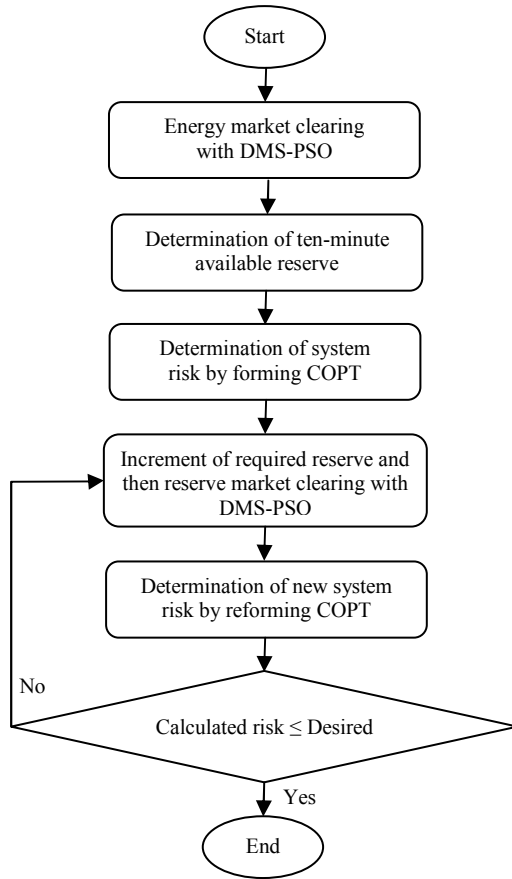 Start
Energy market clearing
with DMS-PSO
Determination of ten-minute
available reserve
Determination of system
risk by forming COPT
Increment of required reserve and
then reserve market clearing with
DMS-PSO
Determination of new system
risk by reforming COPT
No
Calculated risk ≤ Desired
Yes
End